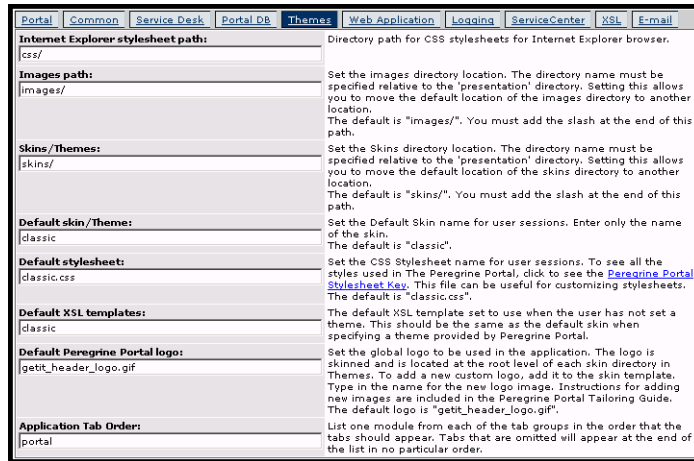 Portal Common Service Desk Portal DB Themes Web Application Logging ServiceCenter XSL E-mail
Internet Explorer stylesheet path:
css/
Directory path for CSS stylesheets for Internet Explorer browser.
Images path:
images/
Set the images directory location. The directory name must be
specified relative to the 'presentation' directory. Setting this allows
you to move the default location of the images directory to another
location.
The default is "images/". You must add the slash at the end of this
path.
Skins/Themes:
skins/
Set the Skins directory location. The directory name must be
specified relative to the 'presentation' directory. Setting this allows
you to move the default location of the skins directory to another
location.
The default is "skins/". You must add the slash at the end of this
path.
Default skin/Theme:
classic
Set the Default Skin name for user sessions. Enter only the name
of the skin.
The default is "classic".
Default stylesheet:
classic.css
Set the CSS Stylesheet name for user sessions. To see all the
styles used in The Peregrine Portal, click to see the Peregrine Portal
Stylesheet Key. This file can be useful for customizing stylesheets.
The default is "classic.css".
Default XSL templates:
classic
The default XSL template set to use when the user has not set a
theme. This should be the same as the default skin when
specifying a theme provided by Peregrine Portal.
Default Peregrine Portal logo:
getit_header_logo.gif
Set the global logo to be used in the application. The logo is
skinned and is located at the root level of each skin directory in
Themes. To add a new custom logo, add it to the skin template.
Type in the name for the new logo image. Instructions for adding
new images are included in the Peregrine Portal Tailoring Guide.
The default logo is "getit_header_logo.gif".
Application Tab Order:
portal
List one module from each of the tab groups in the order that the
tabs should appear. Tabs that are omitted will appear at the end of
the list in no particular order.